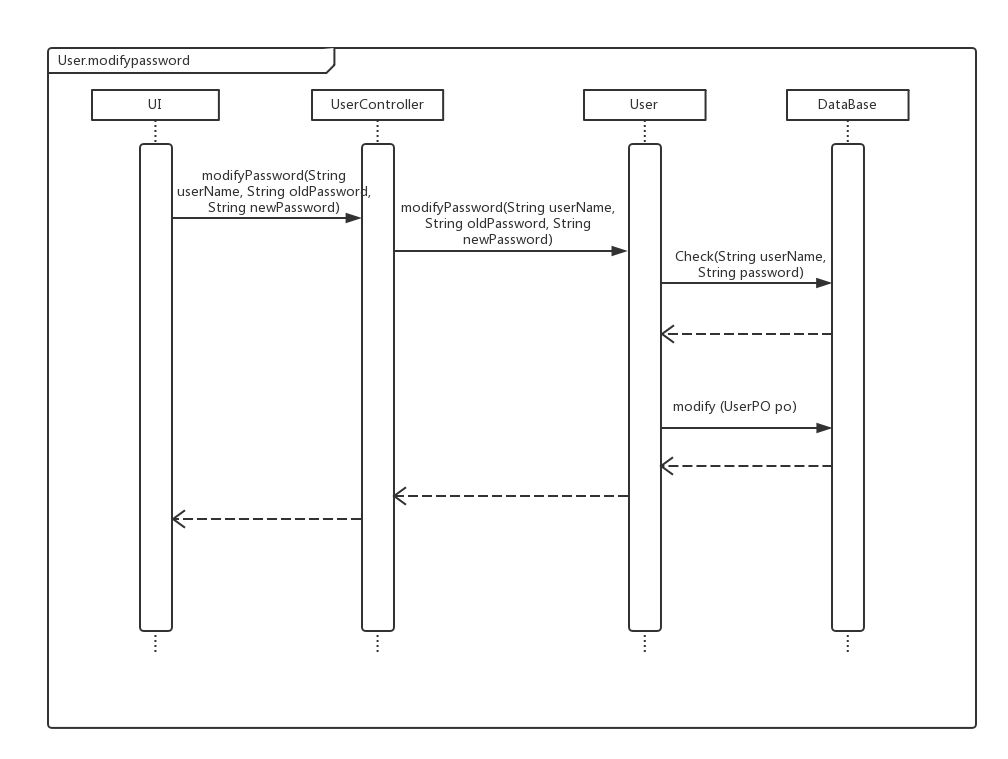 User.modifypassword
UI
UserController
User
DataBase
modifyPassword(String
userName, String oldPassword,
String newPassword)
modifyPassword(String userName,
String oldPassword, String
newPassword)
Check(String userName,
String password)
modify (UserPO po)